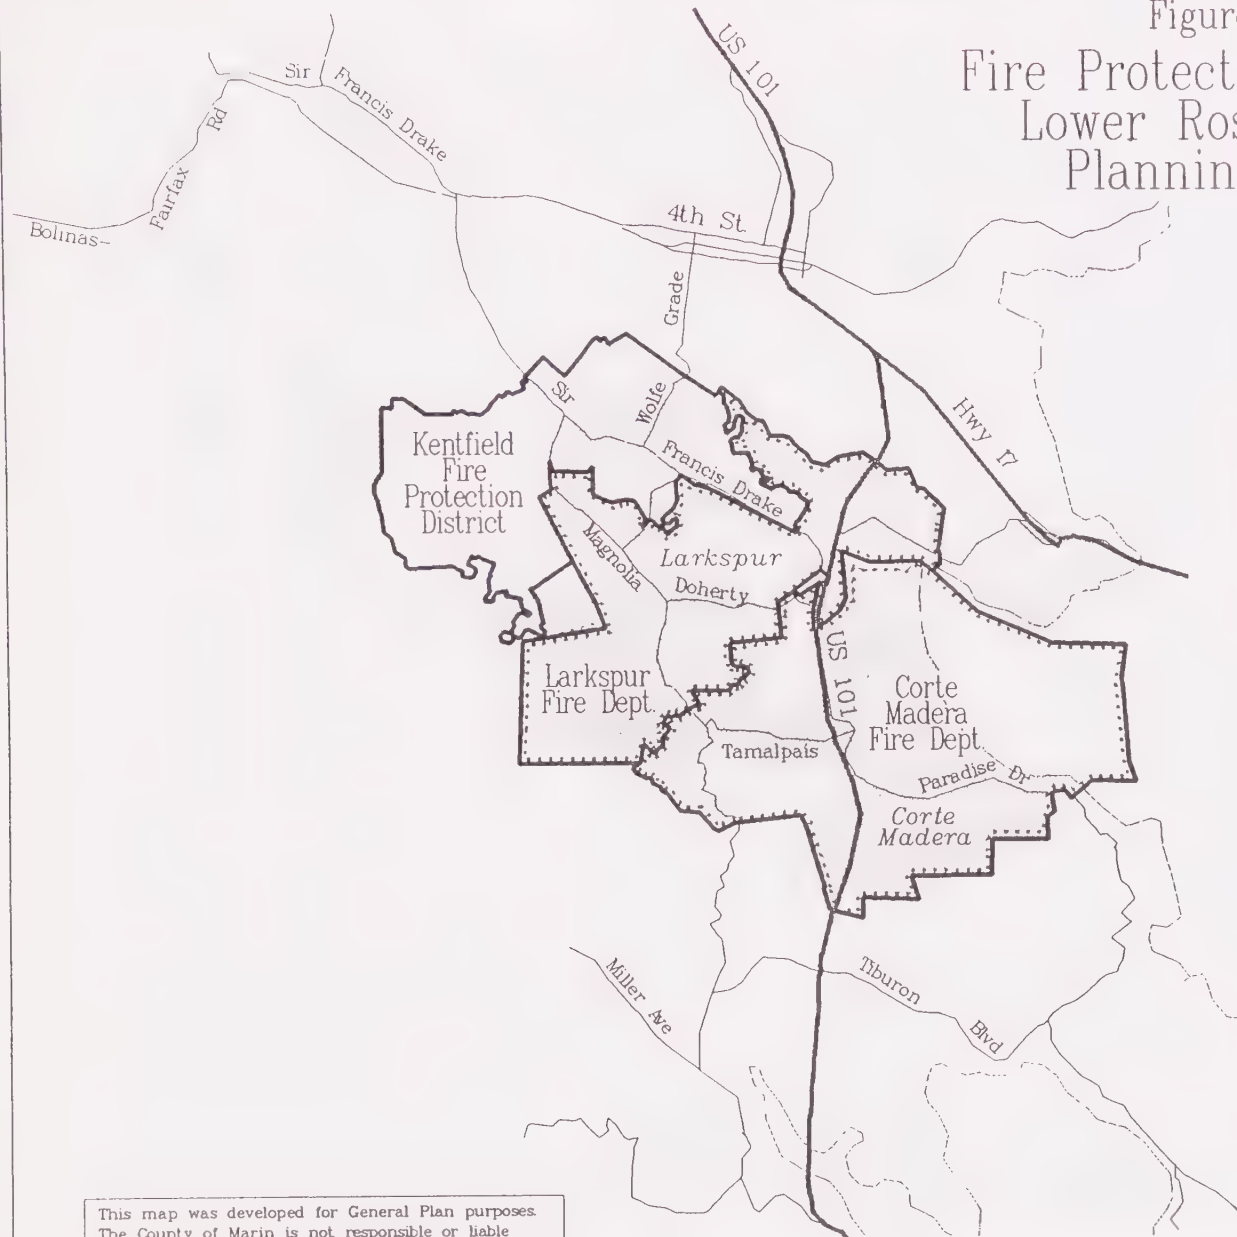 Figure
Fire Protect
Lower Ros
Plannin
US 101
Sir
Francis Drake
Rd
Fairfax
Bolinas-
4th St.
Grade
Hwy 17
Sir
Wolfe
Francis Drake
Kentfield
Fire
Protection
District
Magnolia
Larkspur
Doherty
US 101
Larkspur
Fire Dept.
Corte
Madera
Fire Dept.
Tamalpais
Paradise Dr
Corte
Madera
Miller Ave
Tiburon
Blvd
This map was developed for General Plan purposes.
The County of Marin is not responsible or liable